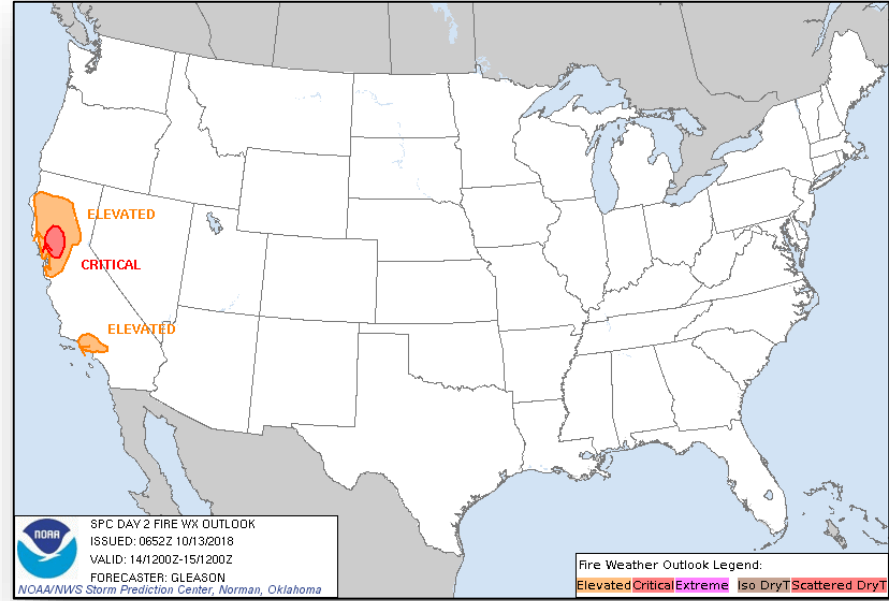 ELEVATED
CRITICAL
ELEVATED
NOAA
SPC DAY 2 FIRE WX OUTLOOK
ISSUED: 0652Z 10/13/2018
VALID: 14/1200Z-15/1200Z
FORECASTER: GLEASON
NOAA/NWS Storm Prediction Center, Norman, Oklahoma
Fire Weather Outlook Legend:
Elevated Critical Extreme Iso DryT Scattered DryT